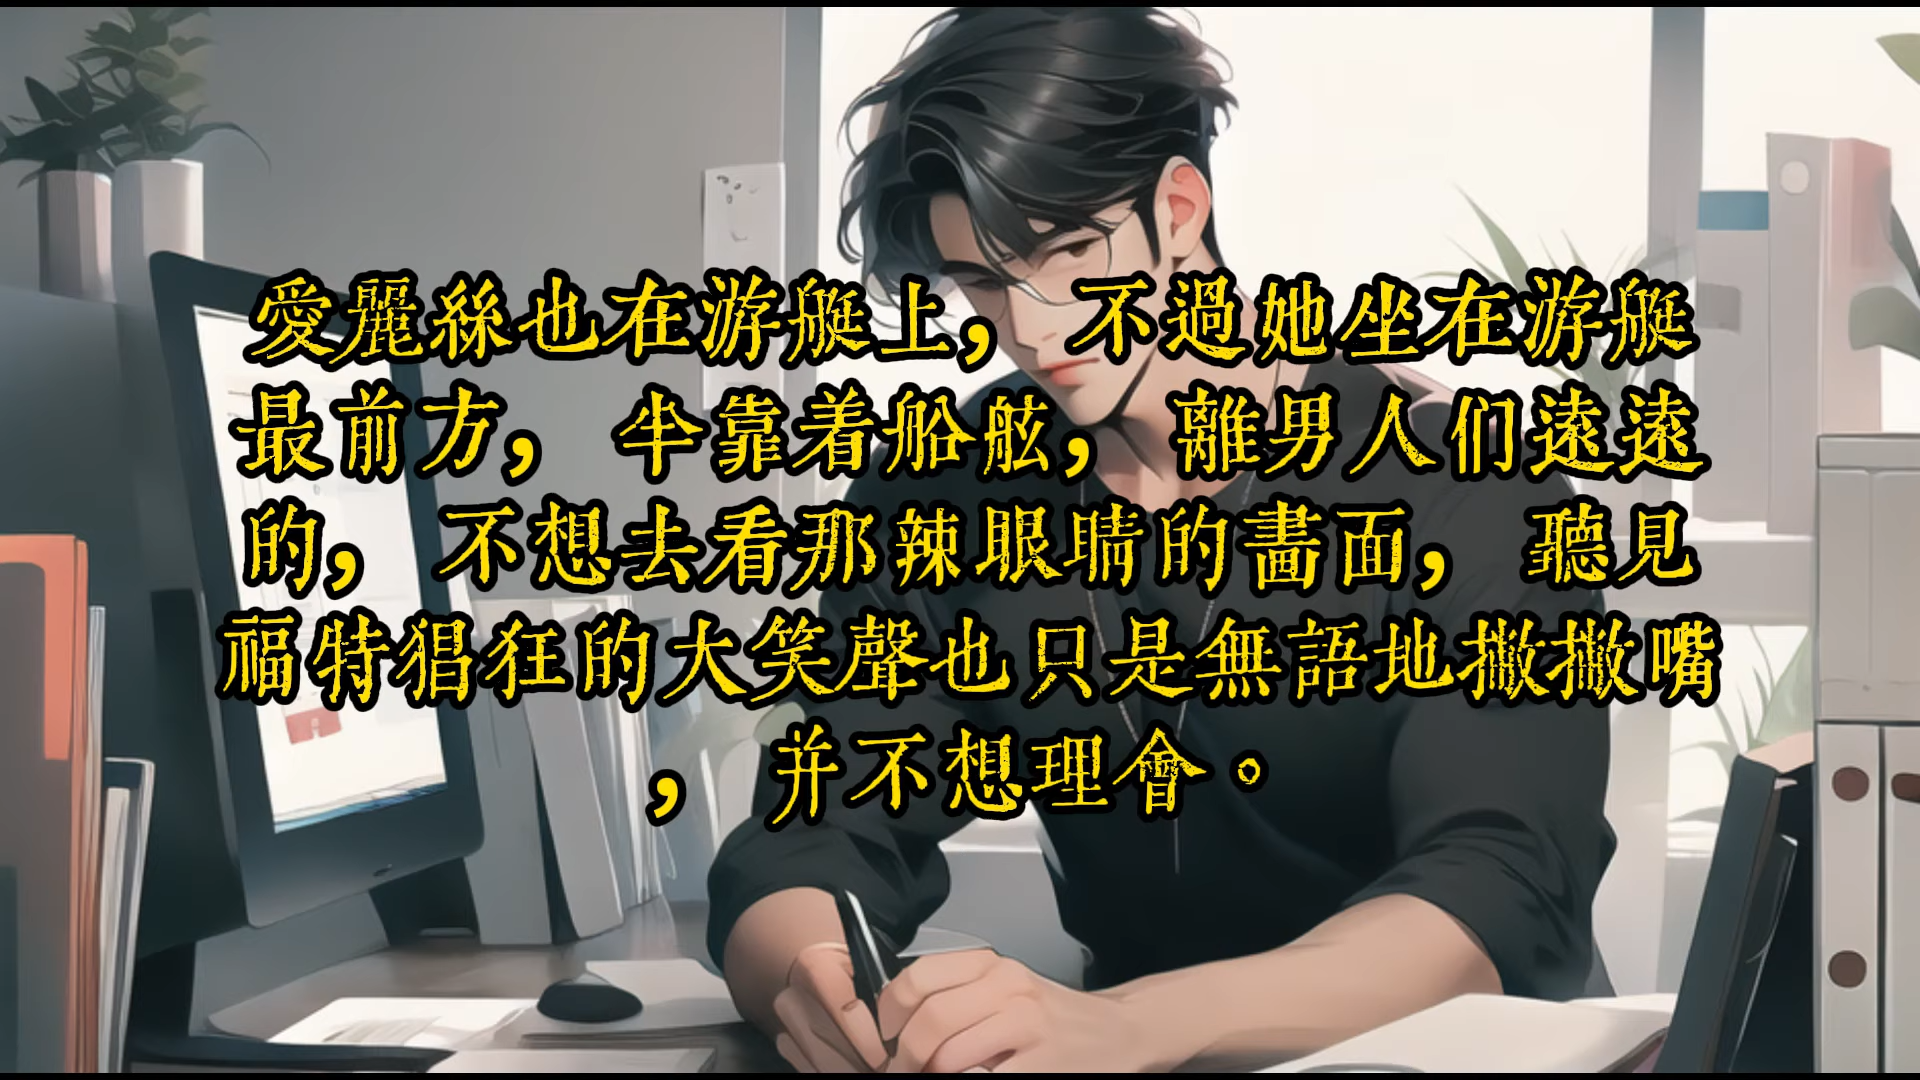 愛麗絲也在游艇上，不過她坐在游艇
最前方，半靠着船舷，離男人们遠遠
的，不想去看那辣眼睛的畫面，聽見
福特猖狂的大笑聲也只是無語地撇撇嘴
，并不想理會。